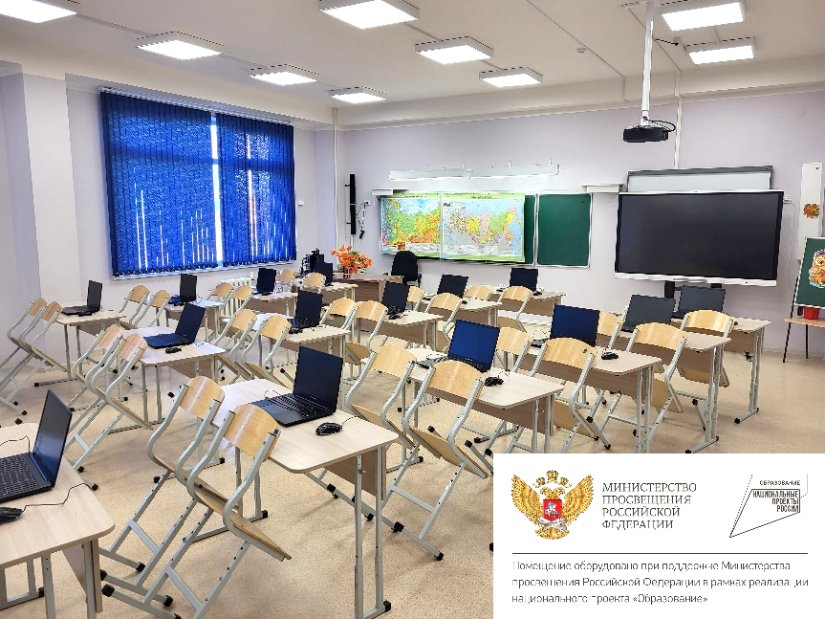 МИНИСТЕРСТВО
ПРОСВЕЩЕНИЯ
РОССИЙСКОЙ
ФЕДЕРАЦИИ
ОБРАЗОВАНИЕ
НАЦИОНАЛЬНЫЕ
ПРОЕКТЫ
РОССИИ
Помещение оборудовано при поддержке Министерства
просвещения Российской Федерации в рамках реализации
национального проекта «Образование»